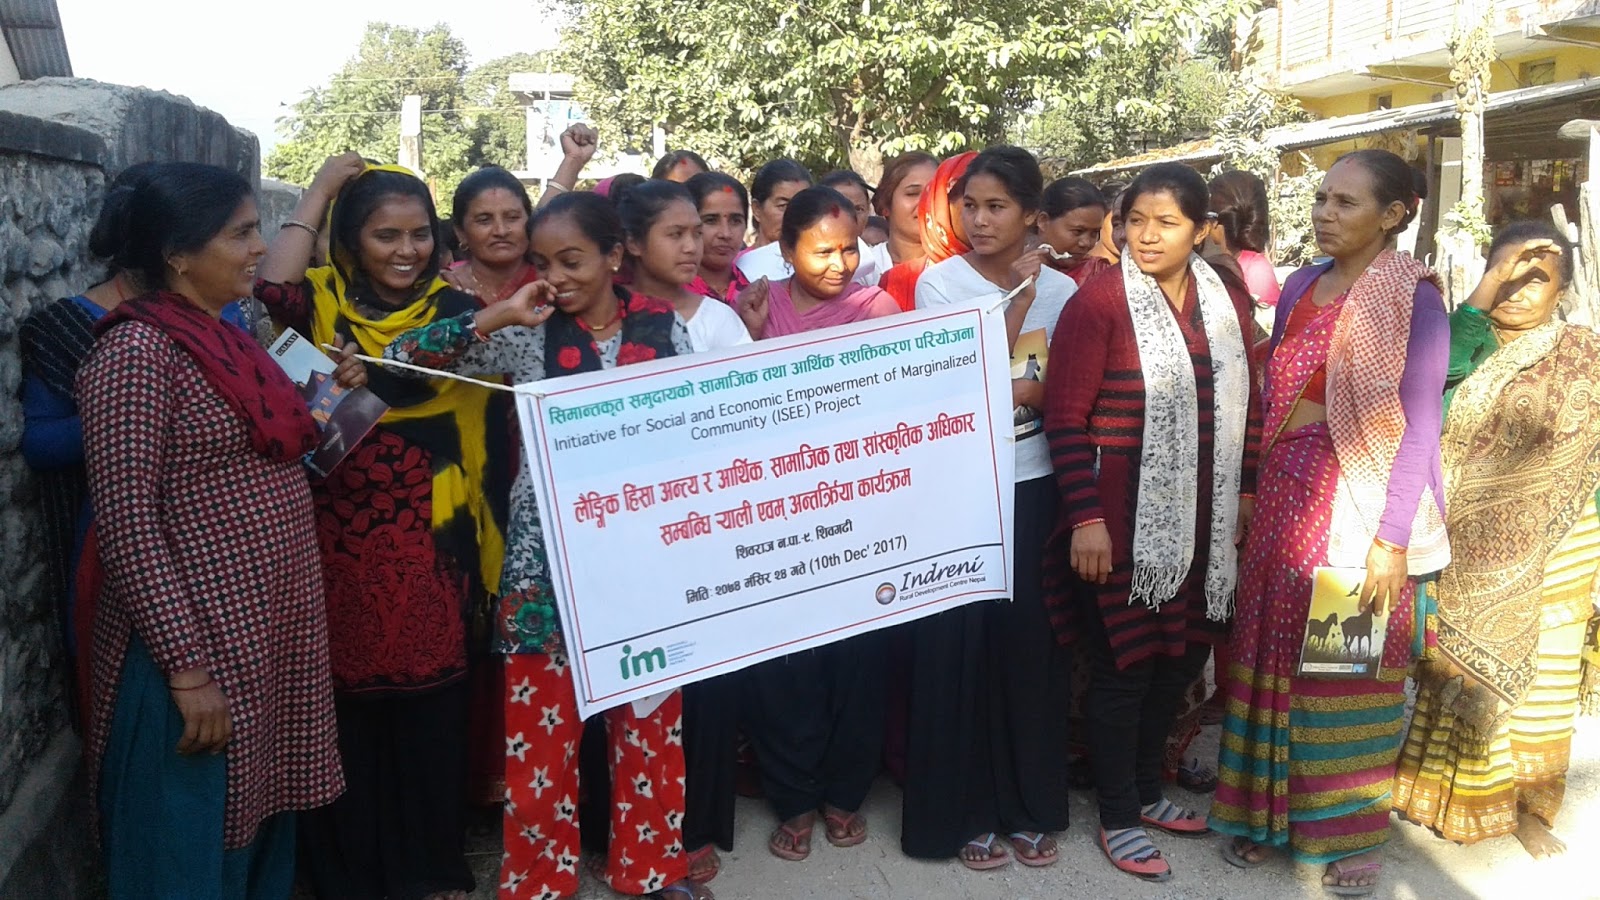 सिमान्तकृत समुदायको सामाजिक तथा आर्थिक सशक्तिकरण परियोजना
Initiative for Social and Economic Empowerment of Marginalized
Community (ISEE) Project
लैङ्गिक हिंसा अन्त्य र आर्थिक, सामाजिक तथा सांस्कृतिक अधिकार
सम्बन्धि र्‍याली एवम् अन्तर्क्रिया कार्यक्रम
शिवराज न.पा.-९, शिवगढी
मिति: २०७४ मंसिर २४ गते (10th Dec' 2017)
Indreni
Rural Development Centre Nepal
im
GALAXY